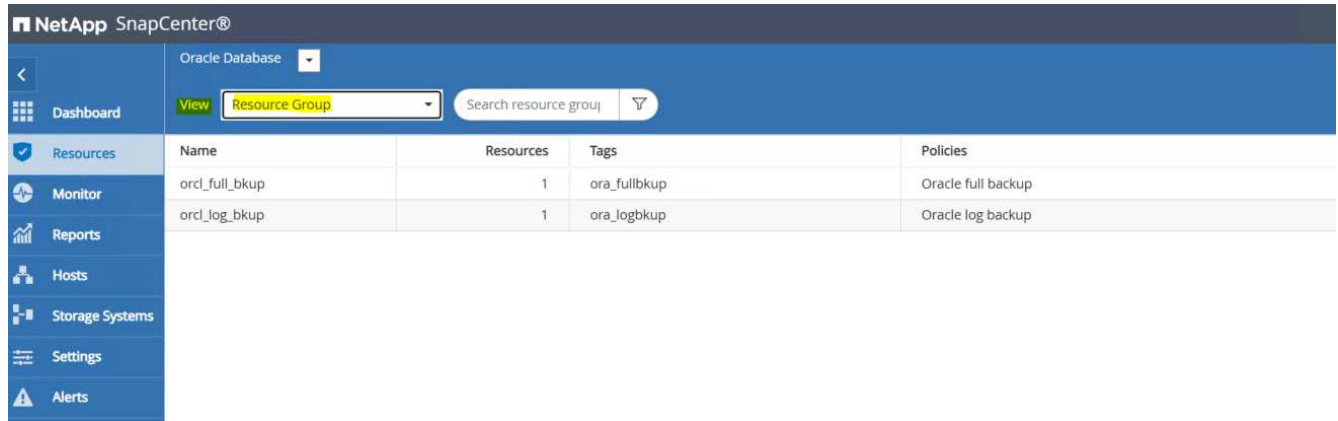 NetApp SnapCenter®
Oracle Database
View Resource Group Search resource group
Dashboard
Resources
Monitor
Reports
Hosts
Storage Systems
Settings
Alerts
Name Resources Tags Policies
orcl_full_bkup 1 ora_fullbkup Oracle full backup
orcl_log_bkup 1 ora_logbkup Oracle log backup